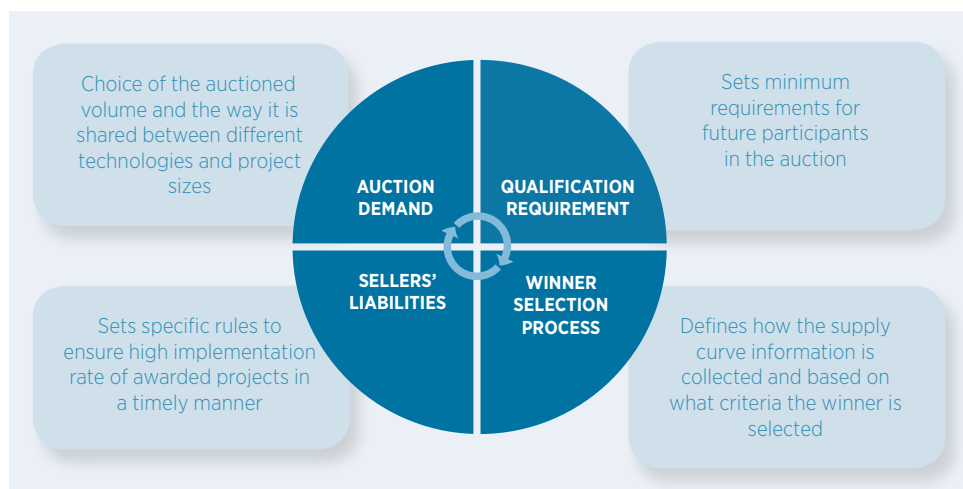 Choice of the auctioned
volume and the way it is
shared between different
technologies and project
sizes
AUCTION
DEMAND
Sets minimum
requirements for
future participants
in the auction
QUALIFICATION
REQUIREMENT
Sets specific rules to
ensure high implementation
rate of awarded projects in
a timely manner
SELLERS’
LIABILITIES
Defines how the supply
curve information is
collected and based on
what criteria the winner is
selected
WINNER
SELECTION
PROCESS